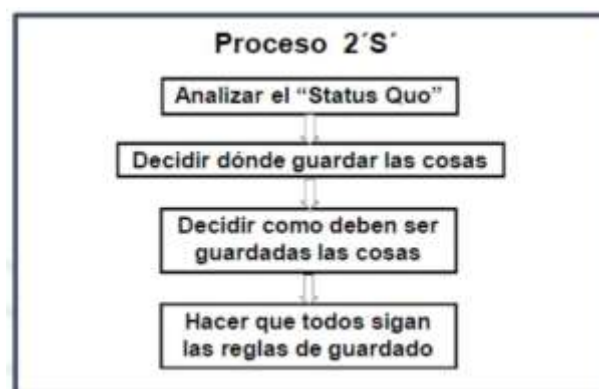 Proceso 2´S´
Analizar el “Status Quo”
Decidir dónde guardar las cosas
Decidir como deben ser
guardadas las cosas
Hacer que todos sigan
las reglas de guardado